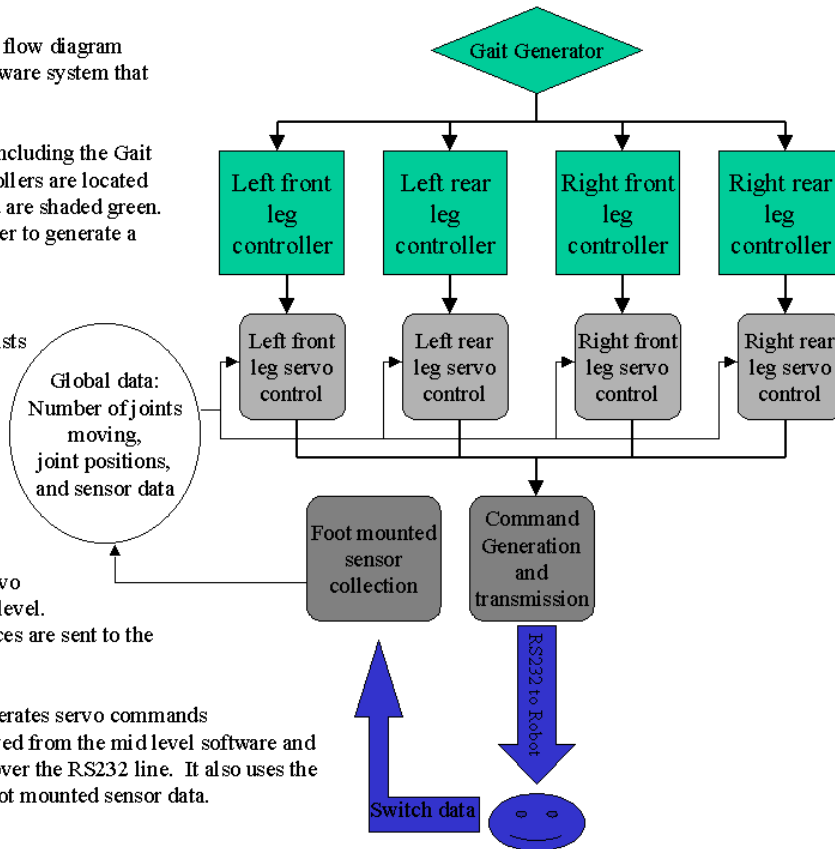 flow diagram
ware system that
ncluding the Gait
ollers are located
are shaded green.
er to generate a
sts
vo
level.
ces are sent to the
erates servo commands
ved from the mid level software and
over the RS232 line. It also uses the
ot mounted sensor data.
Gait Generator
Left front
leg
controller
Left rear
leg
controller
Right front
leg
controller
Right rear
leg
controller
Left front
leg servo
control
Left rear
leg servo
control
Right front
leg servo
control
Right rear
leg servo
control
Global data:
Number of joints
moving,
joint positions,
and sensor data
Foot mounted
sensor
collection
Command
Generation
and
transmission
RS232 to Robot
Switch data